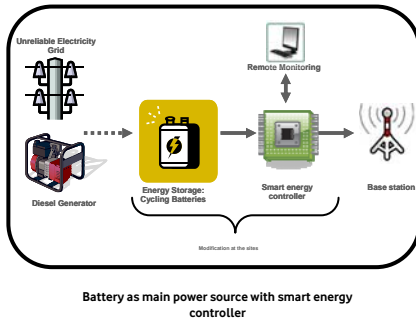 Unreliable Electricity
Grid
Remote Monitoring
Diesel Generator
Energy Storage:
Cycling Batteries
Smart energy
controller
Base station
Modification at the sites
Battery as main power source with smart energy
controller